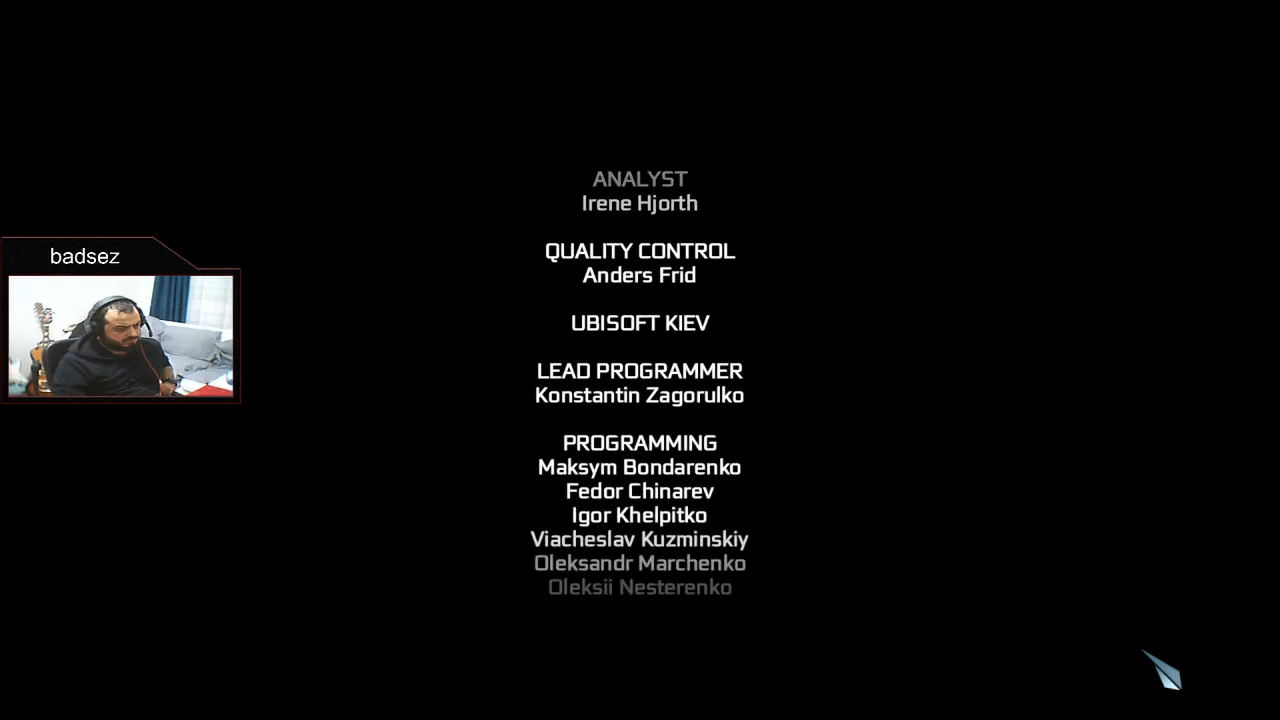 ANALYST
Irene Hjorth
QUALITY CONTROL
Anders Frid
badsez
UBISOFT KIEV
LEAD PROGRAMMER
Konstantin Zagorulko
PROGRAMMING
Maksym Bondarenko
Fedor Chinarev
Igor Khelpitko
Viacheslav Kuzminskiy
Oleksandr Marchenko
Oleksii Nesterenko